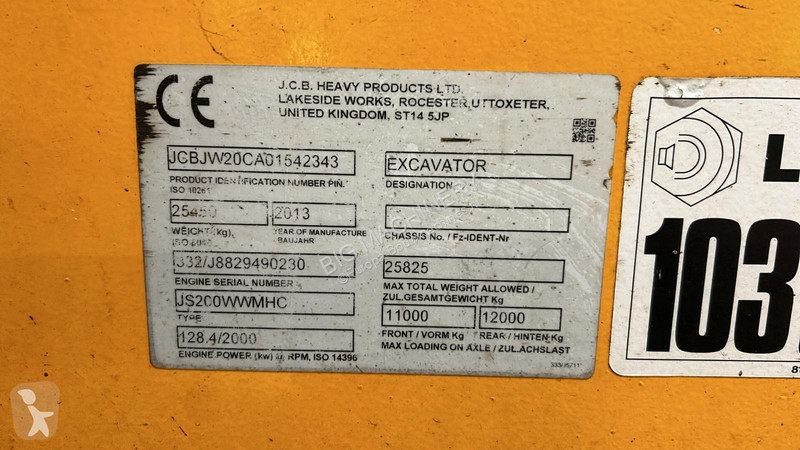 CE
J.C.B. HEAVY PRODUCTS LTD.
LAKESIDE WORKS, ROCESTER, UTTOXETER,
UNITED KINGDOM, ST14 5JP
JCBJW20CA01542343
PRODUCT IDENTIFICATION NUMBER PIN,
ISO 10261
EXCAVATOR
DESIGNATION
2013
WEIGHT(kg),
YEAR OF MANUFACTURE
BAUJAHR
CHASSIS No. / Fz-IDENT-Nr
J8829490230
ENGINE SERIAL NUMBER
25825
MAX TOTAL WEIGHT ALLOWED /
ZUL.GESAMTGEWICHT Kg
JS200WWMHC
TYPE
11000 12000
FRONT / VORM Kg REAR / HINTEN Kg
128.4/2000
ENGINE POWER (kw) RPM, ISO 14396
MAX LOADING ON AXLE / ZUL.ACHSLAST
L
103